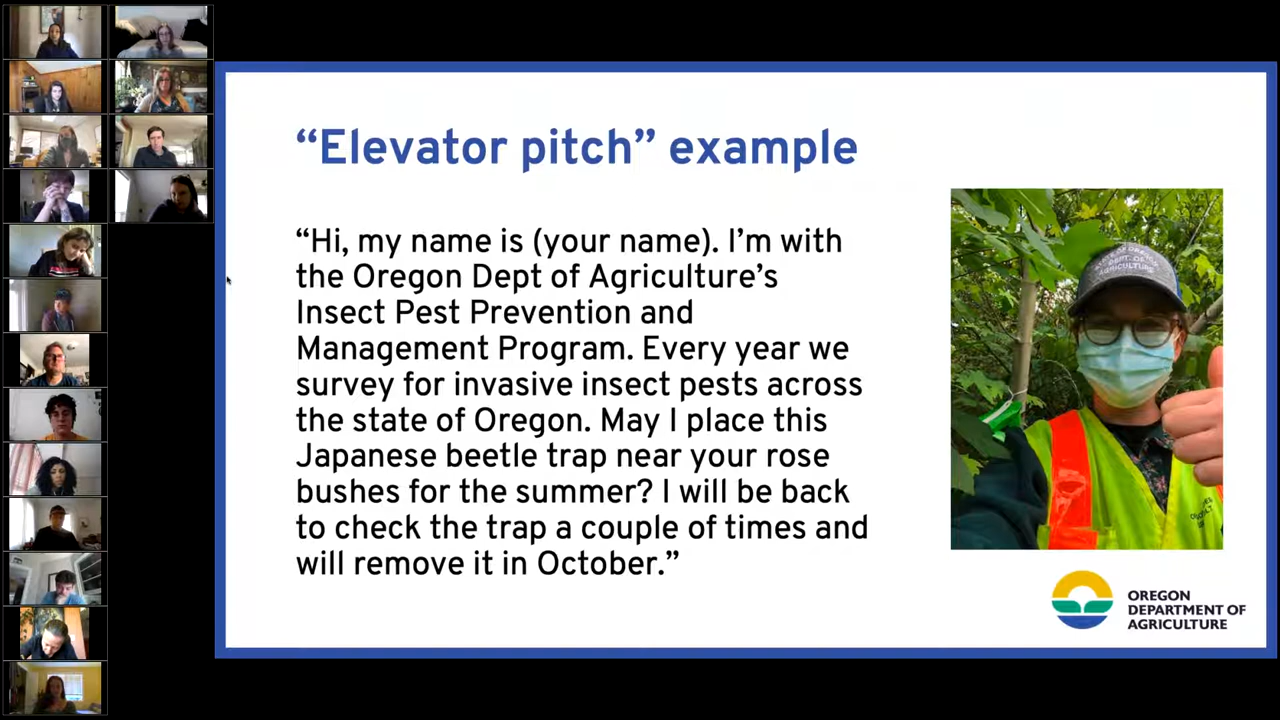 “Elevator pitch” example
“Hi, my name is (your name). I’m with
the Oregon Dept of Agriculture’s
Insect Pest Prevention and
Management Program. Every year we
survey for invasive insect pests across
the state of Oregon. May I place this
Japanese beetle trap near your rose
bushes for the summer? I will be back
to check the trap a couple of times and
will remove it in October.”
DEPT. OF
AGRICULTURE
OREGON
DEPARTMENT OF
AGRICULTURE